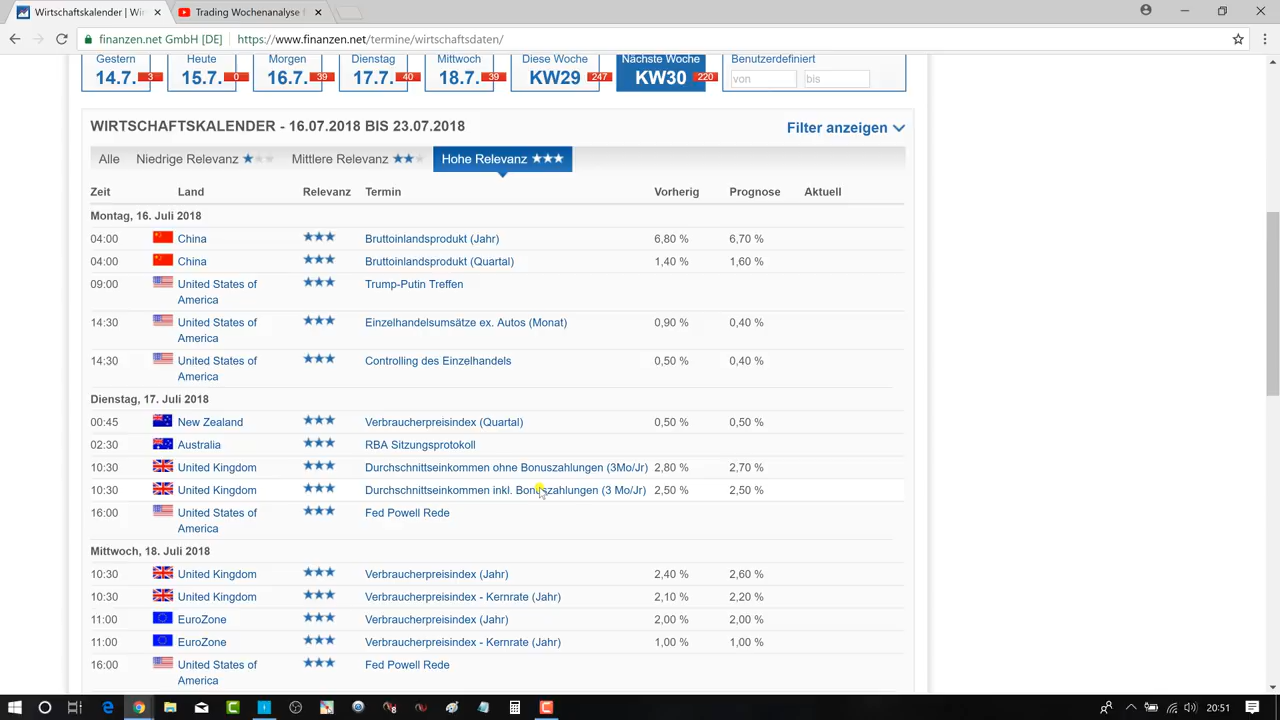 Wirtschaftskalender | Wir
Trading Wochenanalyse
finanzen.net GmbH [DE] https://www.finanzen.net/termine/wirtschaftsdaten/
Gestern Heute Morgen Dienstag Mittwoch Diese Woche Nächste Woche Benutzerdefiniert
14.7. 3 15.7. 0 16.7. 39 17.7. 40 18.7. 39 KW29 247 KW30 220 von bis
WIRTSCHAFTSKALENDER - 16.07.2018 BIS 23.07.2018 Filter anzeigen
Alle Niedrige Relevanz Mittlere Relevanz Hohe Relevanz
Zeit Land Relevanz Termin Vorherig Prognose Aktuell
Montag, 16. Juli 2018
04:00 China Bruttoinlandsprodukt (Jahr) 6,80 % 6,70 %
04:00 China Bruttoinlandsprodukt (Quartal) 1,40 % 1,60 %
09:00 United States of America Trump-Putin Treffen
14:30 United States of America Einzelhandelsumsätze ex. Autos (Monat) 0,90 % 0,40 %
14:30 United States of America Controlling des Einzelhandels 0,50 % 0,40 %
Dienstag, 17. Juli 2018
00:45 New Zealand Verbraucherpreisindex (Quartal) 0,50 % 0,50 %
02:30 Australia RBA Sitzungsprotokoll
10:30 United Kingdom Durchschnittseinkommen ohne Bonuszahlungen (3Mo/Jr) 2,80 % 2,70 %
10:30 United Kingdom Durchschnittseinkommen inkl. Bonuszahlungen (3 Mo/Jr) 2,50 % 2,50 %
16:00 United States of America Fed Powell Rede
Mittwoch, 18. Juli 2018
10:30 United Kingdom Verbraucherpreisindex (Jahr) 2,40 % 2,60 %
10:30 United Kingdom Verbraucherpreisindex - Kernrate (Jahr) 2,10 % 2,20 %
11:00 EuroZone Verbraucherpreisindex (Jahr) 2,00 % 2,00 %
11:00 EuroZone Verbraucherpreisindex - Kernrate (Jahr) 1,00 % 1,00 %
16:00 United States of America Fed Powell Rede
20:51